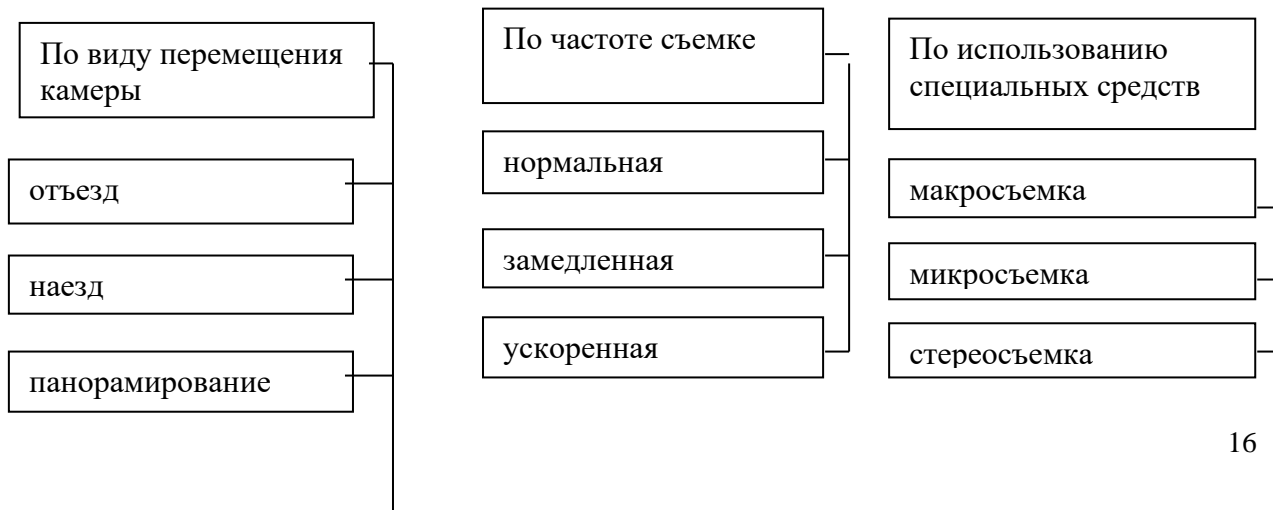 По виду перемещения
камеры
отъезд
наезд
панорамирование
По частоте съемке
нормальная
замедленная
ускоренная
По использованию
специальных средств
макросъемка
микросъемка
стереосъемка
16